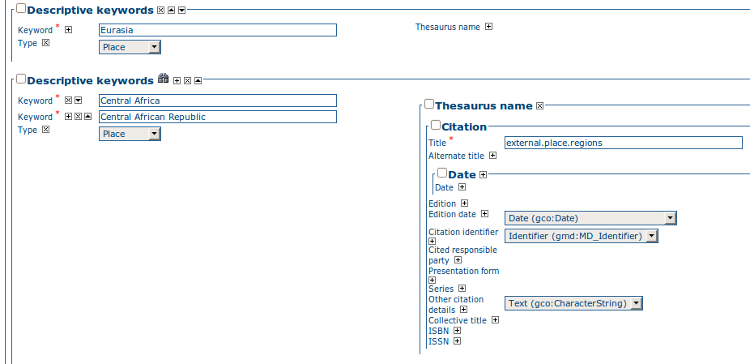 Descriptive keywords
Keyword * Eurasia
Thesaurus name
Type Place
Descriptive keywords
Keyword * Central Africa
Keyword * Central African Republic
Type Place
Thesaurus name
Citation
Title * external.place.regions
Alternate title
Date
Date
Edition
Edition date Date (gco:Date)
Citation identifier Identifier (gmd:MD_Identifier)
Cited responsible
party
Presentation form
Series
Other citation
details Text (gco:CharacterString)
Collective title
ISBN
ISSN